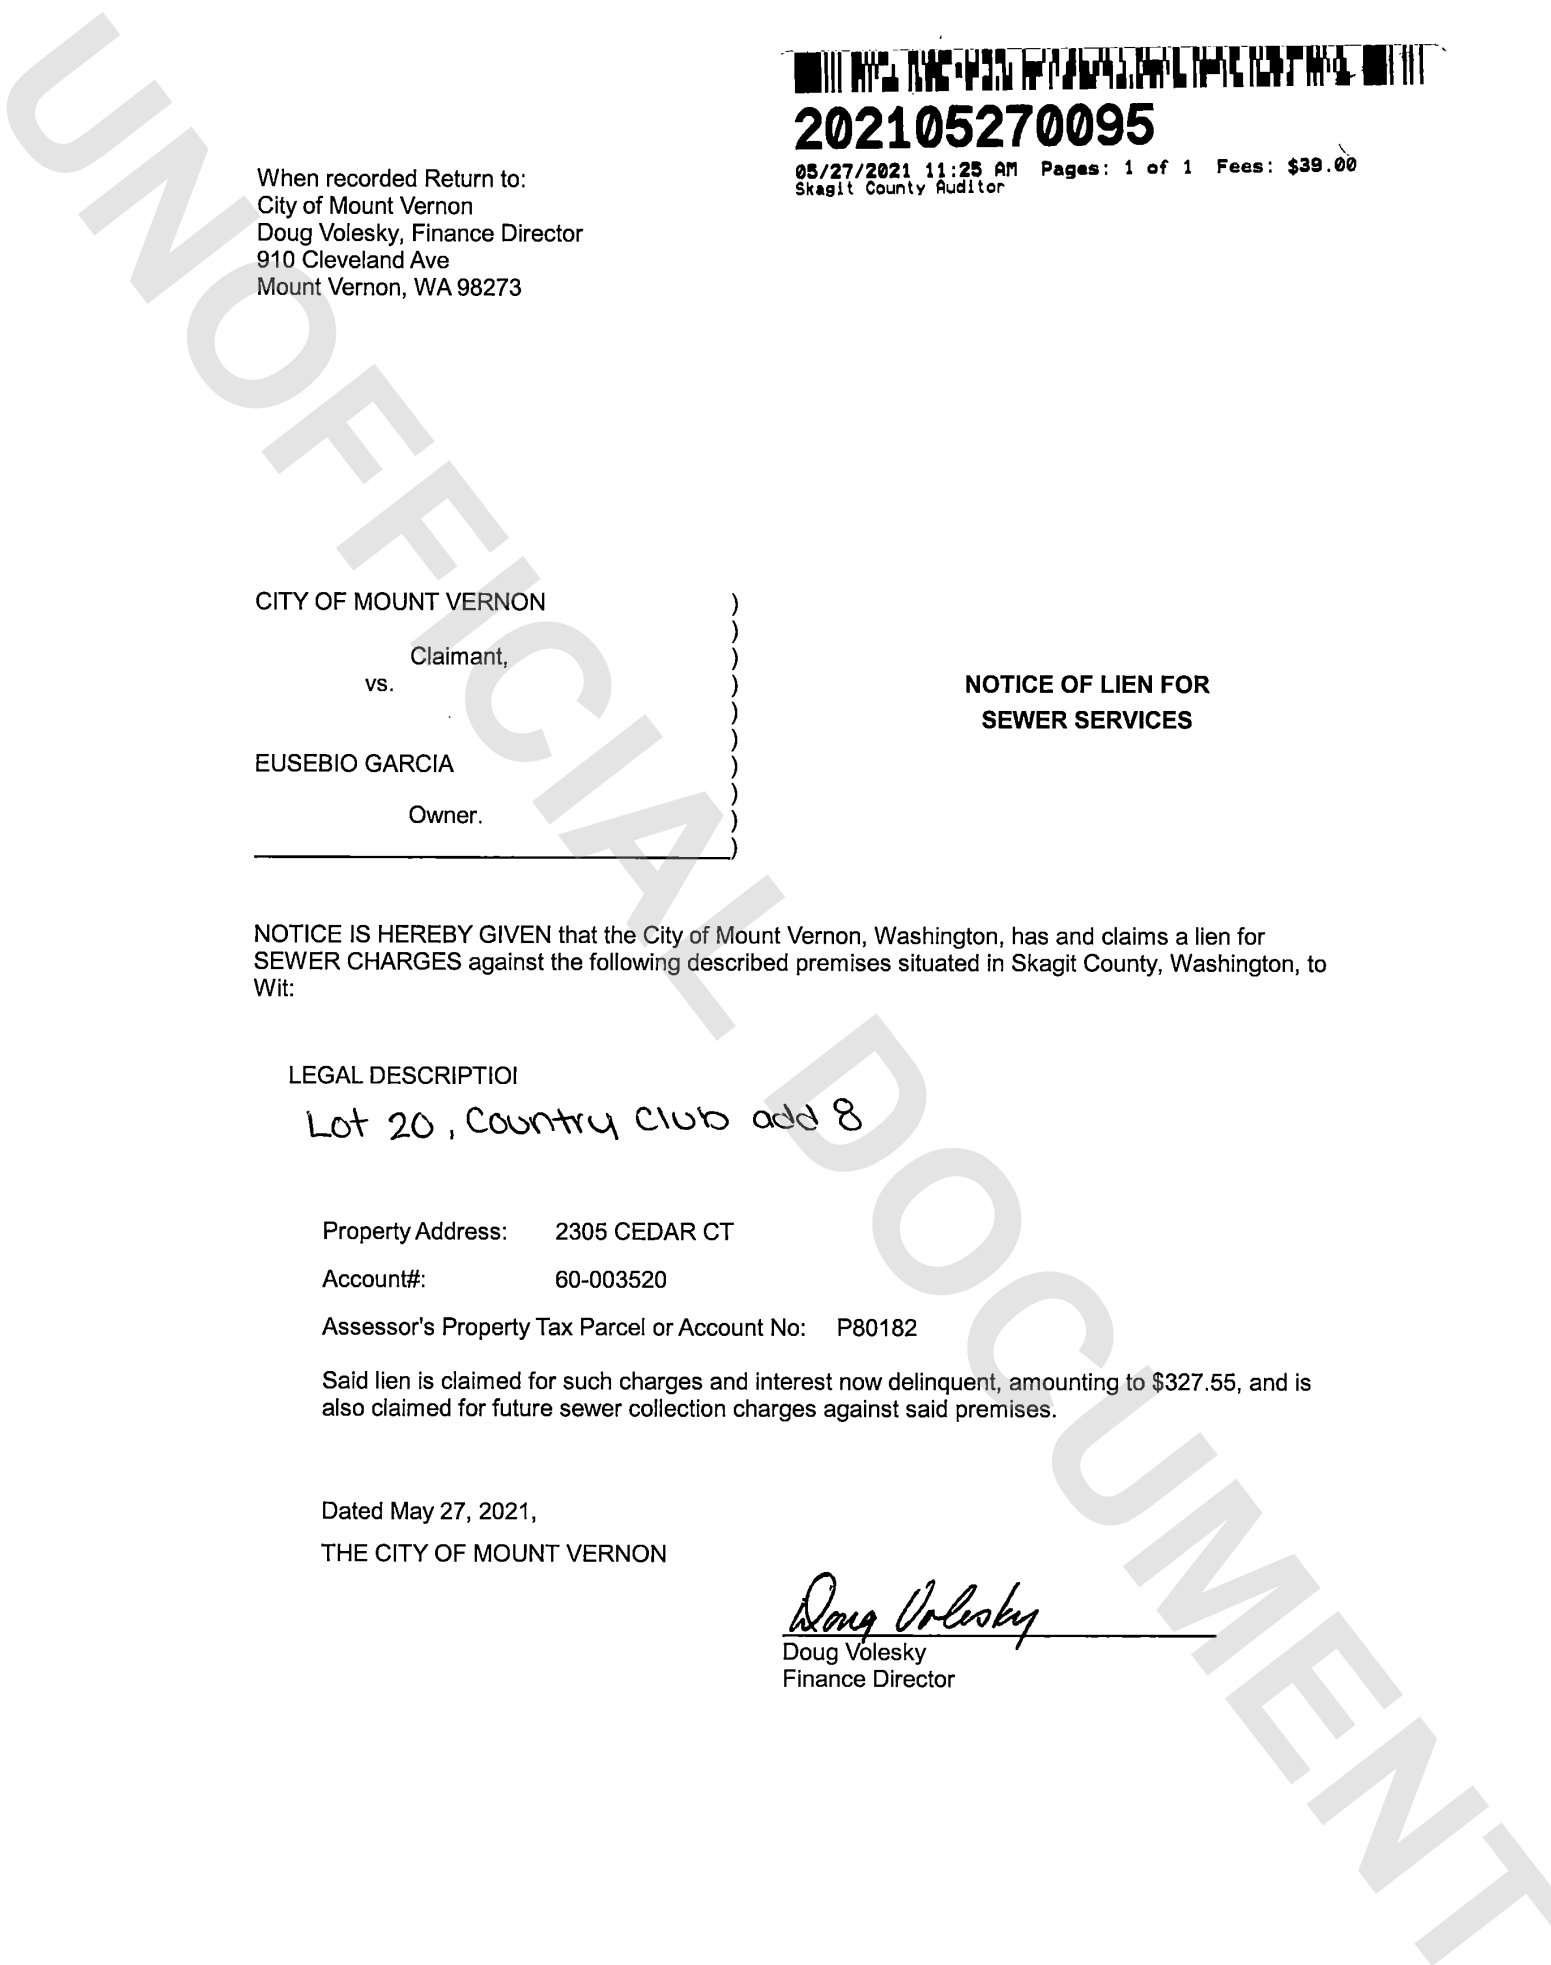 202105270095
05/27/2021 11:25 AM Pages: 1 of 1 Fees: $39.00
Skagit County Auditor
When recorded Return to:
City of Mount Vernon
Doug Volesky, Finance Director
910 Cleveland Ave
Mount Vernon, WA 98273
CITY OF MOUNT VERNON )
)
Claimant, )
vs. )
)
)
EUSEBIO GARCIA )
)
Owner. )
)
NOTICE OF LIEN FOR
SEWER SERVICES
NOTICE IS HEREBY GIVEN that the City of Mount Vernon, Washington, has and claims a lien for
SEWER CHARGES against the following described premises situated in Skagit County, Washington, to
Wit:
LEGAL DESCRIPTIOI
Lot 20, Country Club add 8
Property Address: 2305 CEDAR CT
Account#: 60-003520
Assessor's Property Tax Parcel or Account No: P80182
Said lien is claimed for such charges and interest now delinquent, amounting to $327.55, and is
also claimed for future sewer collection charges against said premises.
Dated May 27, 2021,
THE CITY OF MOUNT VERNON
Doug Volesky
Doug Volesky
Finance Director
UNOFFICIAL DOCUMENT